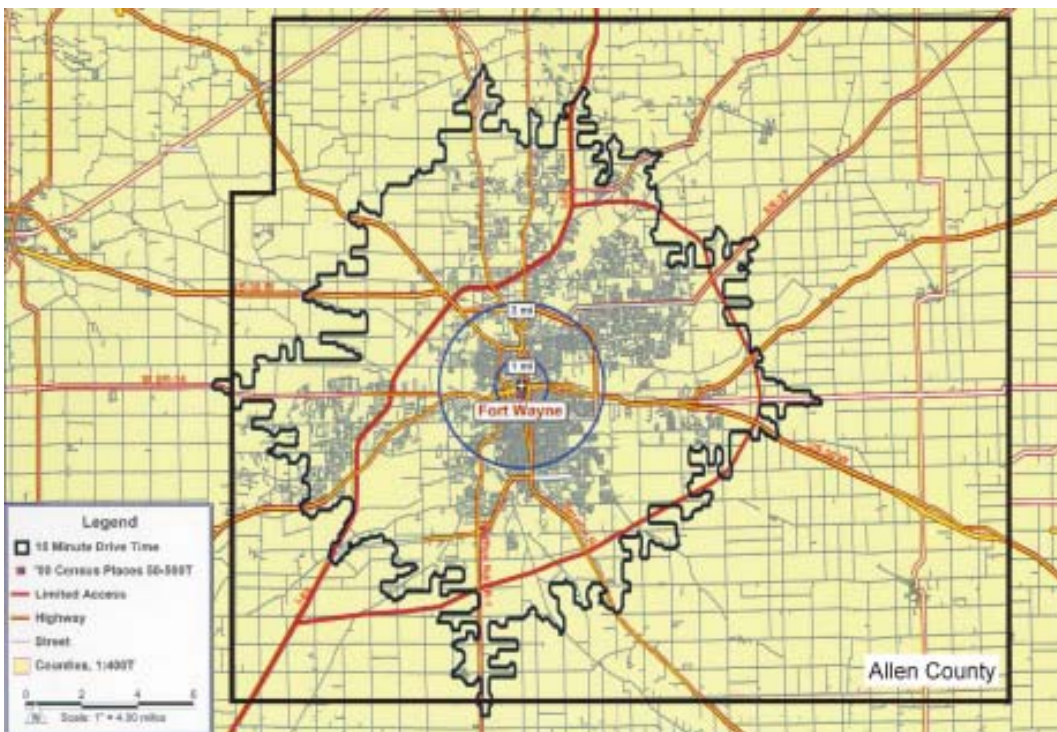 3 mi
1 mi
Fort Wayne
Legend
15 Minute Drive Time
'00 Census Places 50-500T
Limited Access
Highway
Street
Counties, 1:400T
0 2 4 6
N
Scale: 1" = 4.90 miles
Allen County